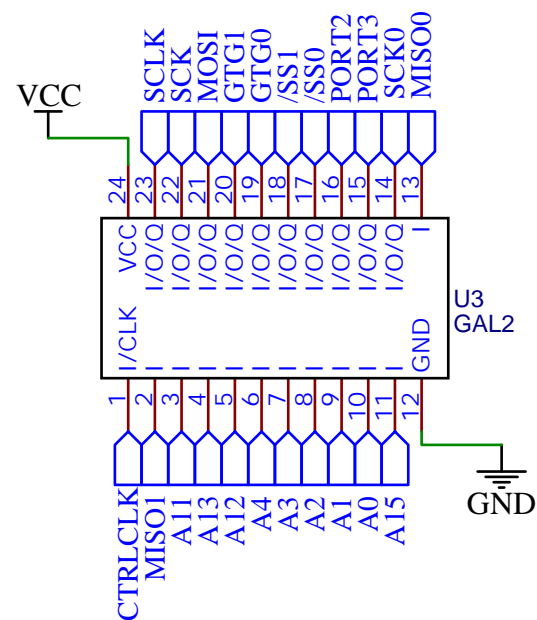 SCLK
SCK
MOSI
GTG1
GTG0
/SS1
/SS0
PORT2
PORT3
SCK0
MISO0
VCC
24
23
22
21
20
19
18
17
16
15
14
13
VCC
I/O/Q
I/O/Q
I/O/Q
I/O/Q
I/O/Q
I/O/Q
I/O/Q
I/O/Q
I/O/Q
I/O/Q
I
U3
GAL2
I/CLK
I
I
I
I
I
I
I
I
I
I
GND
1
2
3
4
5
6
7
8
9
10
11
12
CTRLCLK
MISO1
A11
A13
A12
A4
A3
A2
A1
A0
A15
GND